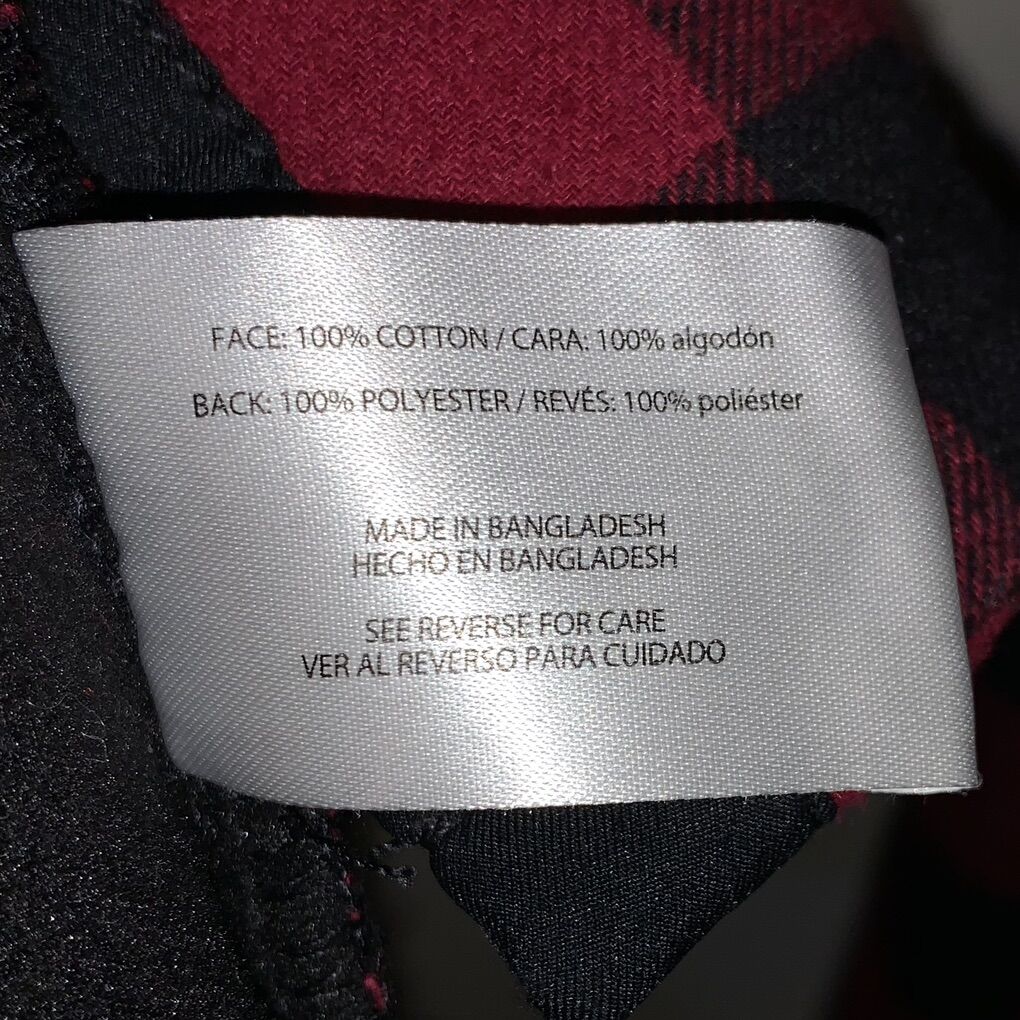 FACE: 100% COTTON / CARA: 100% algodón
BACK: 100% POLYESTER / REVÉS: 100% poliéster
MADE IN BANGLADESH
HECHO EN BANGLADESH
SEE REVERSE FOR CARE
VER AL REVERSO PARA CUIDADO